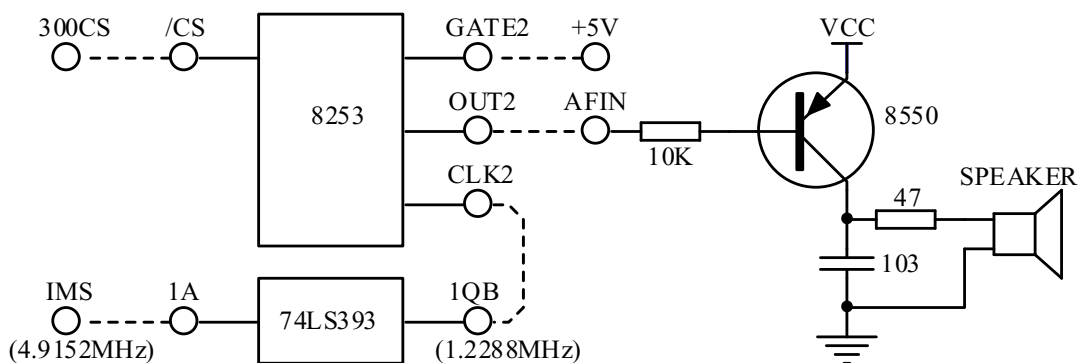 300CS /CS GATE2 +5V VCC
8253 OUT2 AFIN 8550
10K
CLK2 SPEAKER
47
103
IMS 1A 74LS393 1QB
(4.9152MHz) (1.2288MHz)